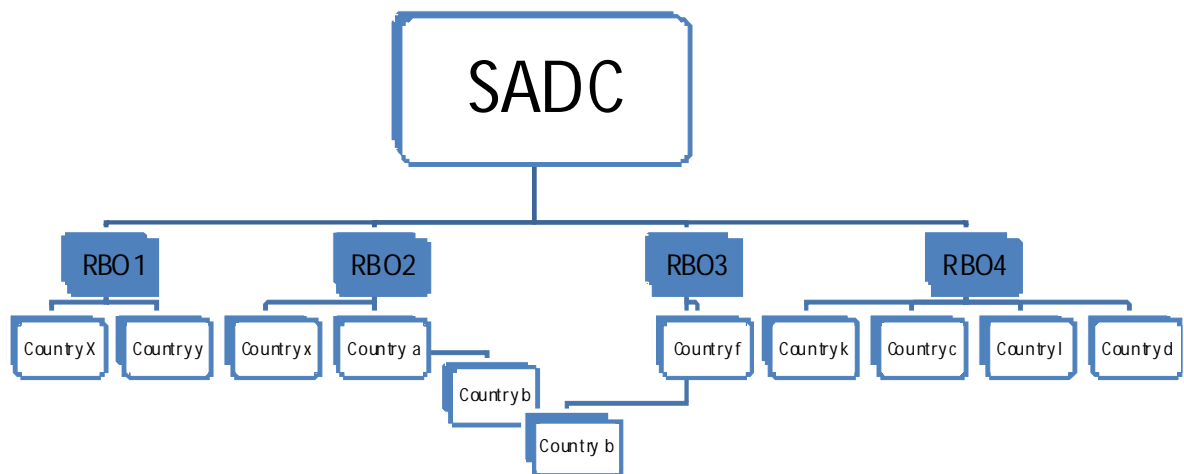 SADC
RBO1
RBO2
RBO3
RBO4
Country X
Country y
Country x
Country a
Country f
Country k
Country c
Country l
Country d
Country b
Country b